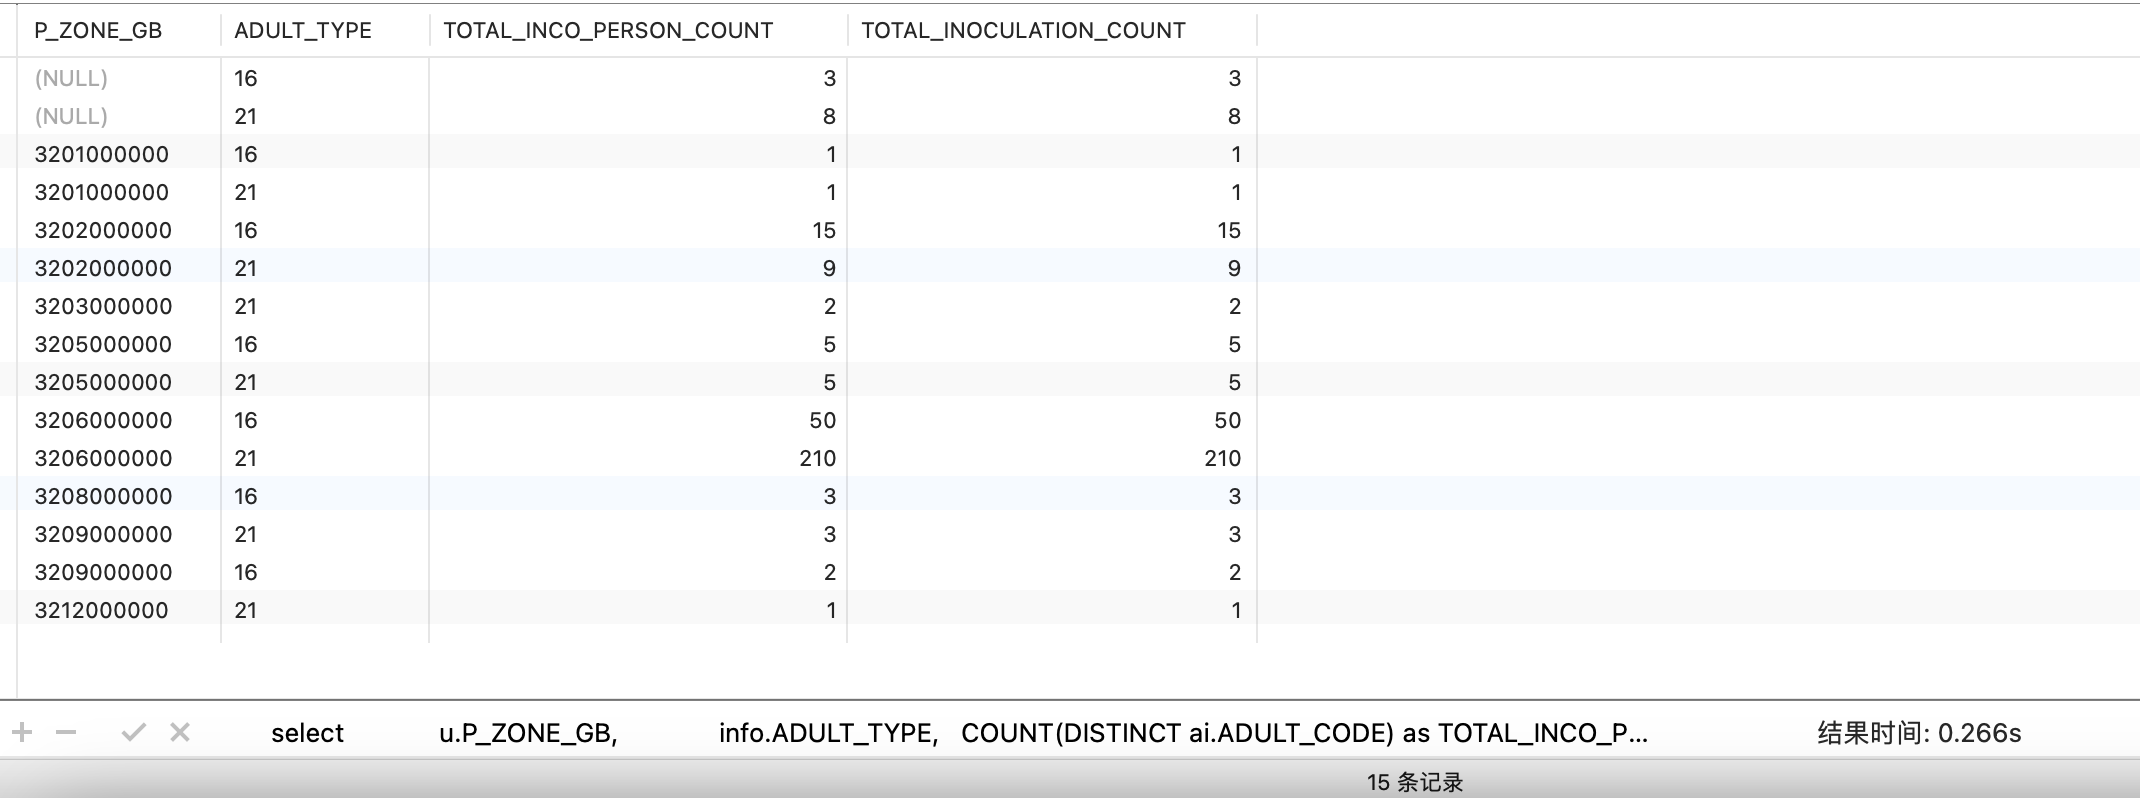 P_ZONE_GB ADULT_TYPE TOTAL_INCO_PERSON_COUNT TOTAL_INOCULATION_COUNT
(NULL) 16 3 3
(NULL) 21 8 8
3201000000 16 1 1
3201000000 21 1 1
3202000000 16 15 15
3202000000 21 9 9
3203000000 21 2 2
3205000000 16 5 5
3205000000 21 5 5
3206000000 16 50 50
3206000000 21 210 210
3208000000 16 3 3
3209000000 21 3 3
3209000000 16 2 2
3212000000 21 1 1
select u.P_ZONE_GB, info.ADULT_TYPE, COUNT(DISTINCT ai.ADULT_CODE) as TOTAL_INCO_P... 结果时间: 0.266s
15 条记录